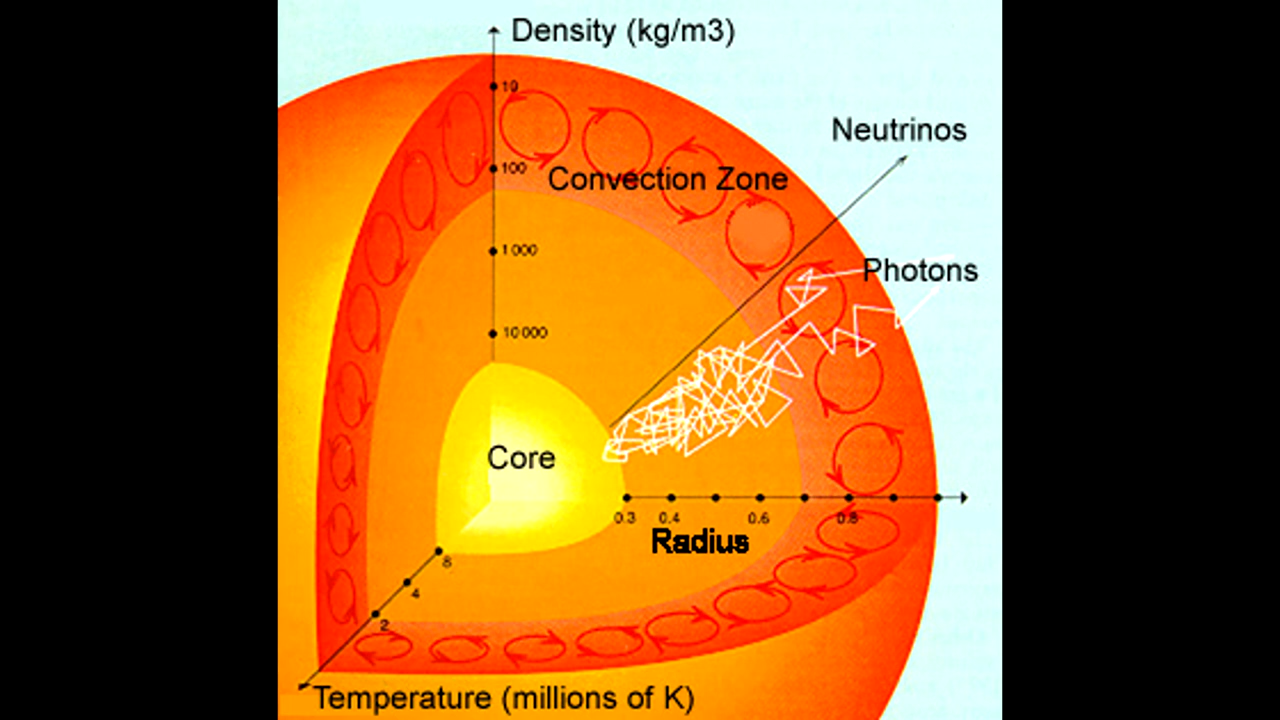 Density (kg/m3)
10
100
1 000
10 000
Neutrinos
Convection Zone
Photons
Core
0.3 0.4 0.6 0.8
Radius
8
4
2
Temperature (millions of K)